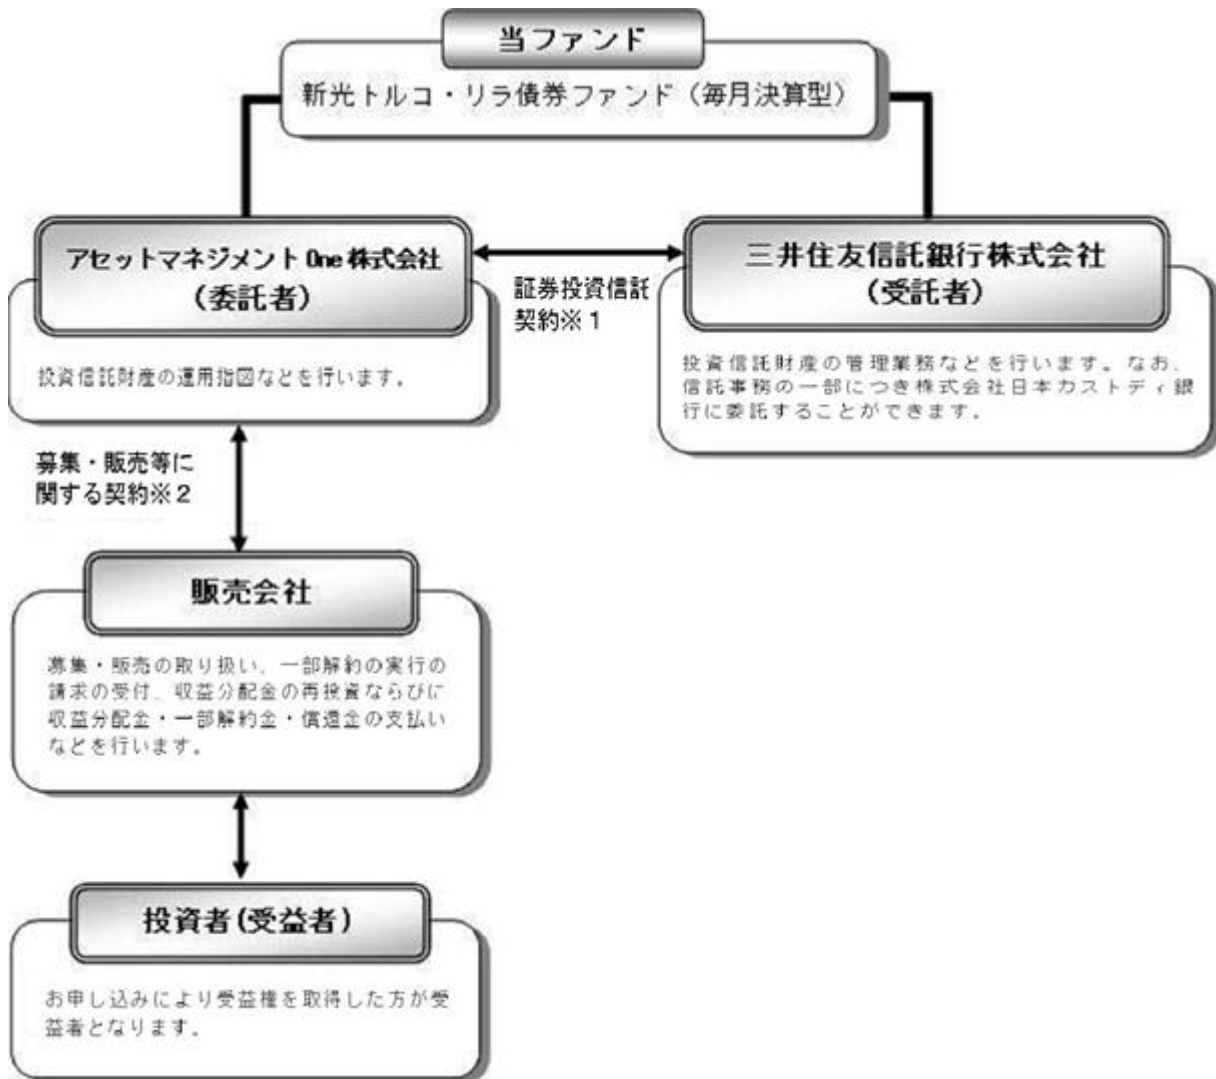 当ファンド
新光トルコ・リラ債券ファンド（毎月決算型）
アセットマネジメントOne株式会社
（委託者）
投資信託財産の運用指図などを行います。
証券投資信託
契約※１
三井住友信託銀行株式会社
（受託者）
投資信託財産の管理業務などを行います。なお、
信託事務の一部につき株式会社日本カストディ銀
行に委託することができます。
募集・販売等に
関する契約※２
販売会社
募集・販売の取り扱い、一部解約の実行の
請求の受付、収益分配金の再投資ならびに
収益分配金・一部解約金・償還金の支払い
などを行います。
投資者(受益者)
お申し込みにより受益権を取得した方が受
益者となります。